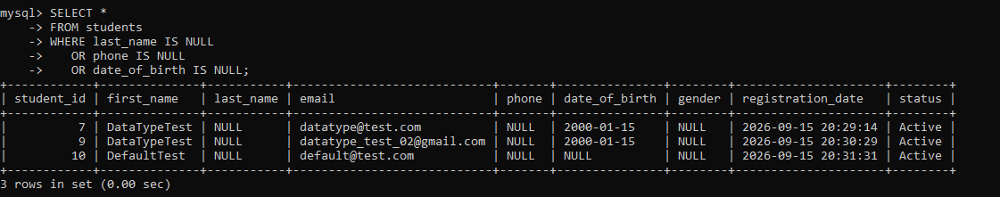 mysql> SELECT *
    -> FROM students
    -> WHERE last_name IS NULL
    ->    OR phone IS NULL
    ->    OR date_of_birth IS NULL;
+------------+--------------+-----------+---------------------------+-------+---------------+--------+---------------------+--------+
| student_id | first_name   | last_name | email                     | phone | date_of_birth | gender | registration_date   | status |
+------------+--------------+-----------+---------------------------+-------+---------------+--------+---------------------+--------+
|          7 | DataTypeTest | NULL      | datatype@test.com         | NULL  | 2000-01-15    | NULL   | 2026-09-15 20:29:14 | Active |
|          9 | DataTypeTest | NULL      | datatype_test_02@gmail.com | NULL  | 2000-01-15    | NULL   | 2026-09-15 20:30:29 | Active |
|         10 | DefaultTest  | NULL      | default@test.com          | NULL  | NULL          | NULL   | 2026-09-15 20:31:31 | Active |
+------------+--------------+-----------+---------------------------+-------+---------------+--------+---------------------+--------+
3 rows in set (0.00 sec)